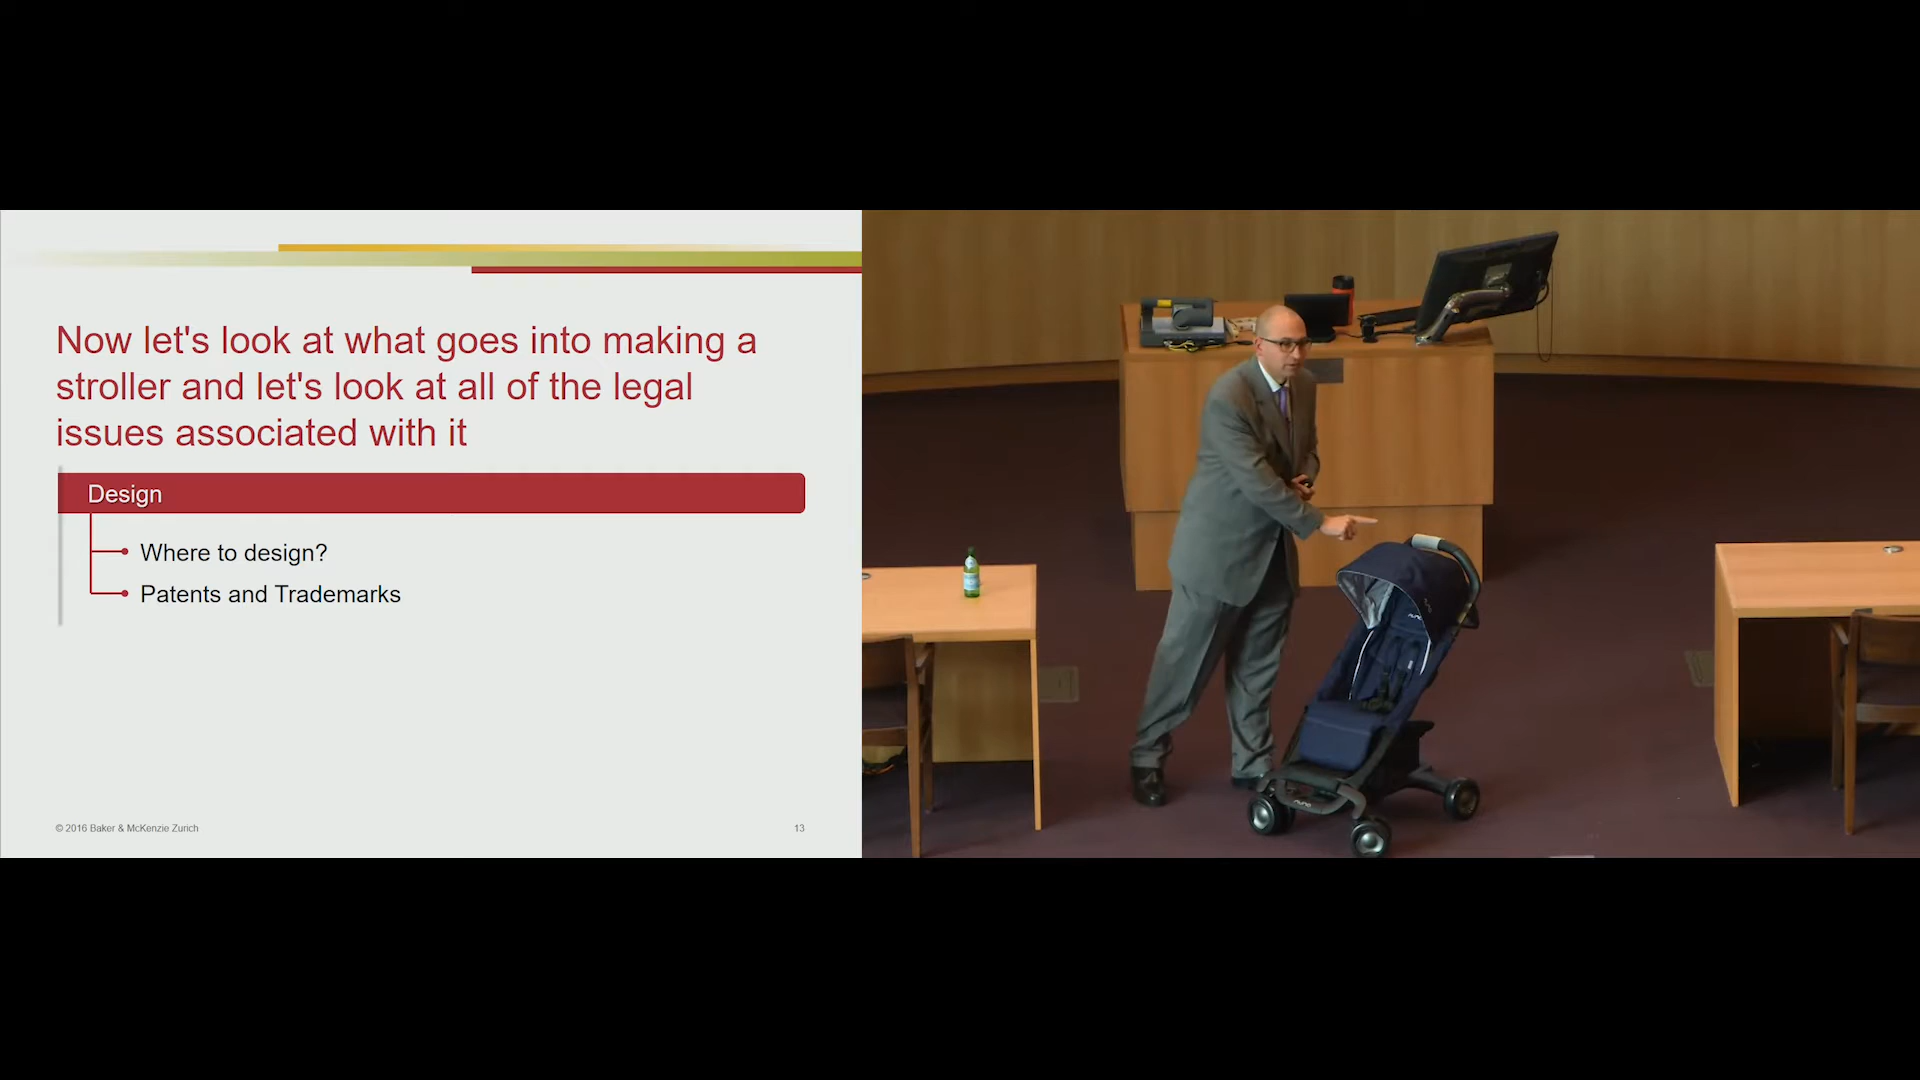 Now let's look at what goes into making a
stroller and let's look at all of the legal
issues associated with it
Design
Where to design?
Patents and Trademarks
© 2016 Baker & McKenzie Zurich
13
nuna